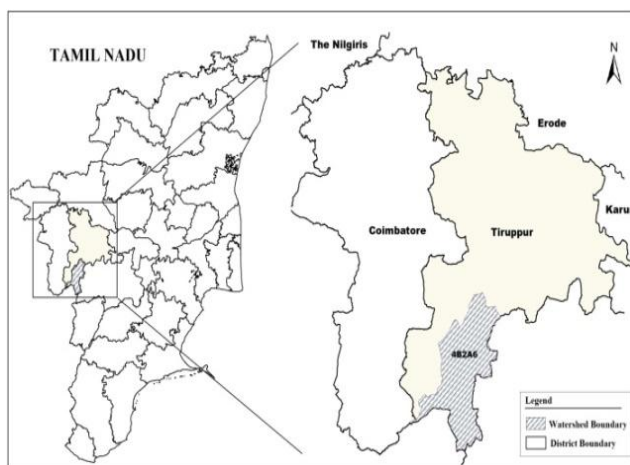 TAMIL NADU
The Nilgiris
N
Erode
Karu
Coimbatore
Tiruppur
4B2A6
Legend
Watershed Boundary
District Boundary